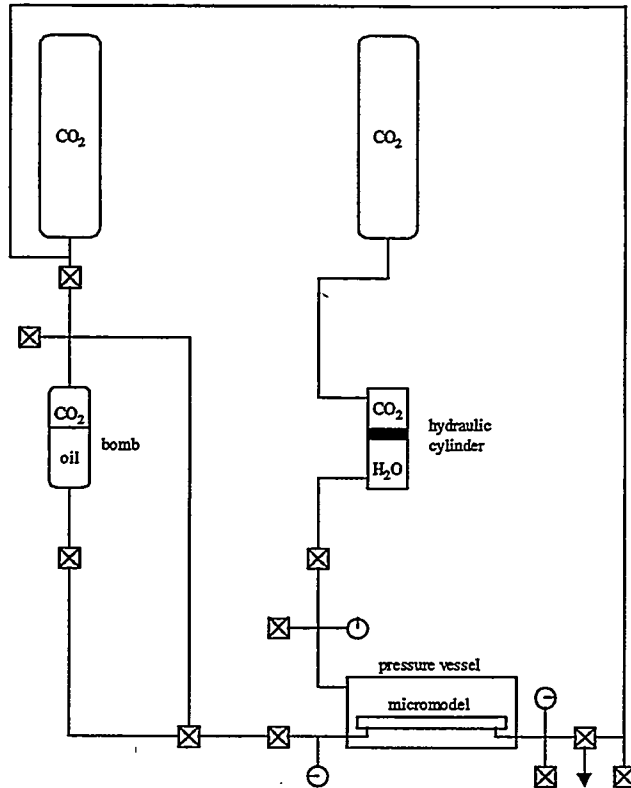 CO2
CO2
CO2
oil
bomb
CO2
H2O
hydraulic
cylinder
pressure vessel
micromodel